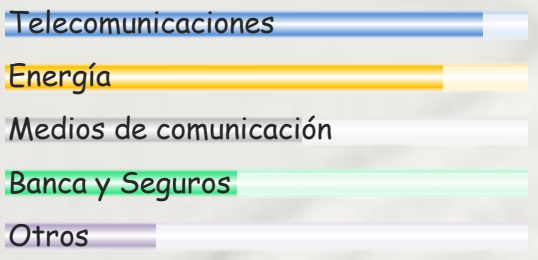 Telecomunicaciones
Energía
Medios de comunicación
Banca y Seguros
Otros